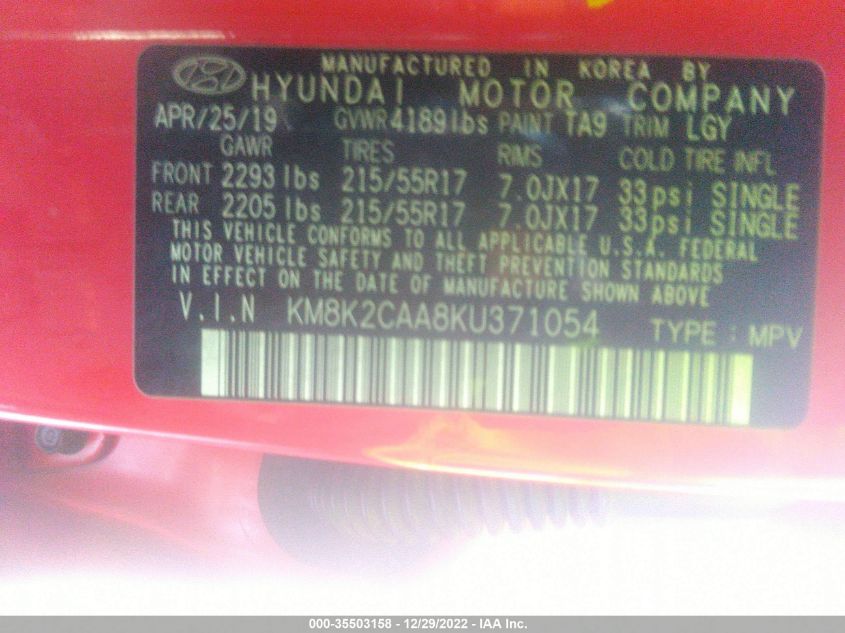 MANUFACTURED IN KOREA BY
HYUNDAI MOTOR COMPANY
APR/25/19 GVWR 4189lbs PAINT TA9 TRIM LGY
GAWR TIRES RIMS COLD TIRE INFL
FRONT 2293 lbs 215/55R17 7.0JX17 33psi SINGLE
REAR 2205 lbs 215/55R17 7.0JX17 33psi SINGLE
THIS VEHICLE CONFORMS TO ALL APPLICABLE U.S.A. FEDERAL
MOTOR VEHICLE SAFETY AND THEFT PREVENTION STANDARDS
IN EFFECT ON THE DATE OF MANUFACTURE SHOWN ABOVE
V.I.N KM8K2CAA8KU371054 TYPE : MPV
000-35503158 - 12/29/2022 - IAA Inc.